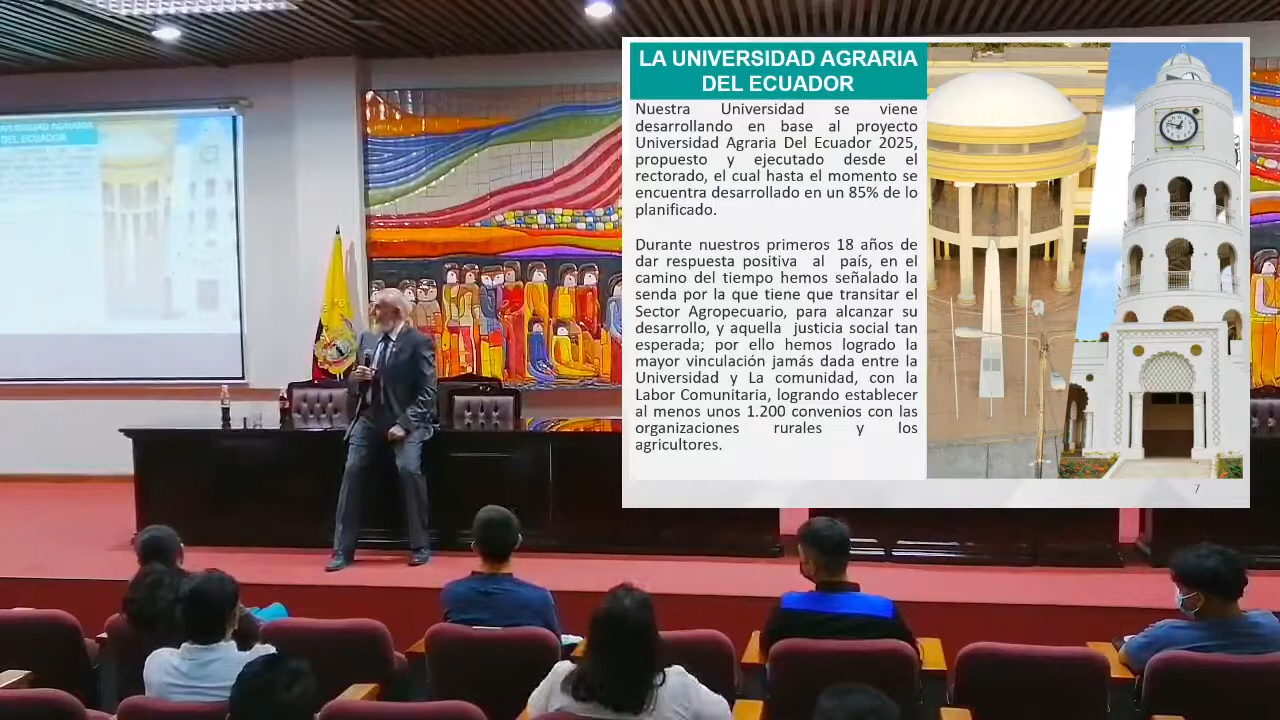 LA UNIVERSIDAD AGRARIA
DEL ECUADOR
Nuestra Universidad se viene
desarrollando en base al proyecto
Universidad Agraria Del Ecuador 2025,
propuesto y ejecutado desde el
rectorado, el cual hasta el momento se
encuentra desarrollado en un 85% de lo
planificado.
Durante nuestros primeros 18 años de
dar respuesta positiva al país, en el
camino del tiempo hemos señalado la
senda por la que tiene que transitar el
Sector Agropecuario, para alcanzar su
desarrollo, y aquella justicia social tan
esperada; por ello hemos logrado la
mayor vinculación jamás dada entre la
Universidad y La comunidad, con la
Labor Comunitaria, logrando establecer
al menos unos 1.200 convenios con las
organizaciones rurales y los
agricultores.
7